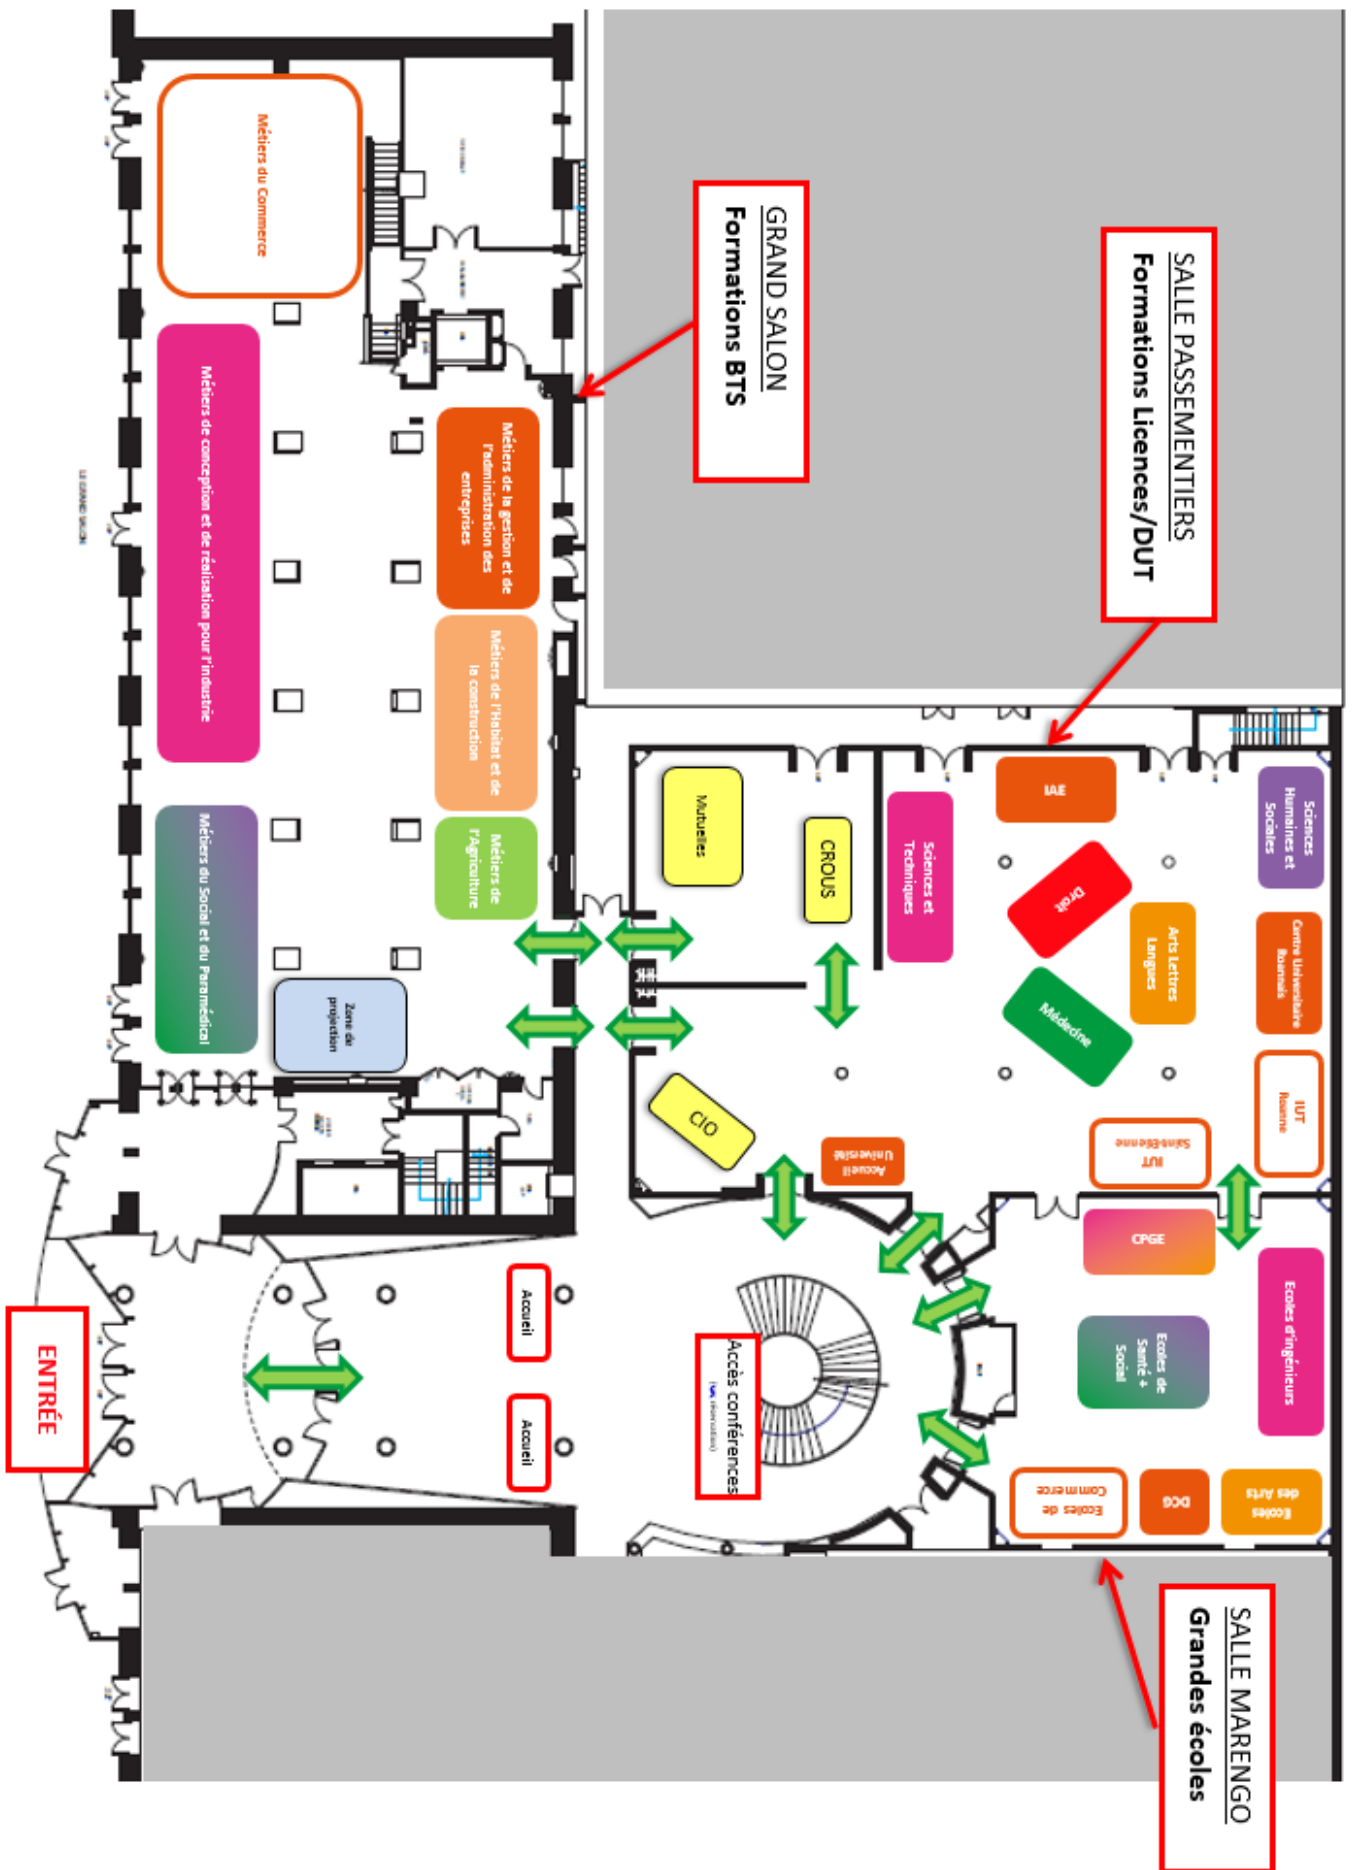 SALLE PASSEMENTIERS
Formations Licences/DUT
GRAND SALON
Formations BTS
SALLE MARENGO
Grandes écoles
Sciences
Humaines et
Sociales
Centre Universitaire
Roannais
IUT
Roanne
IAE
Droit
Arts Lettres
Langues
Médecine
IUT
Saint-Etienne
Sciences et
Techniques
CROUS
Mutuelles
CIO
Accueil
Université
CPGE
Ecoles d'ingénieurs
Ecoles de
Santé +
Social
Ecoles de
Commerce
DCG
Ecoles
des Arts
Accès conférences
Métiers de la gestion et de
l'administration des
entreprises
Métiers de l'Habitat et de
la construction
Métiers de
l'Agriculture
Métiers du Commerce
Métiers de conception et de réalisation pour l'industrie
Métiers du Social et du Paramédical
Zone de
projection
LE GRAND SALON
Accueil
Accueil
ENTRÉE